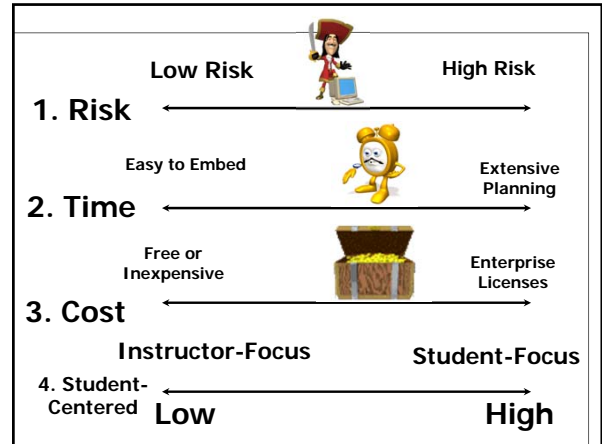 Low Risk
High Risk
1. Risk
Easy to Embed
Extensive
Planning
2. Time
Free or
Inexpensive
Enterprise
Licenses
3. Cost
Instructor-Focus
Student-Focus
4. Student-
Centered
Low
High